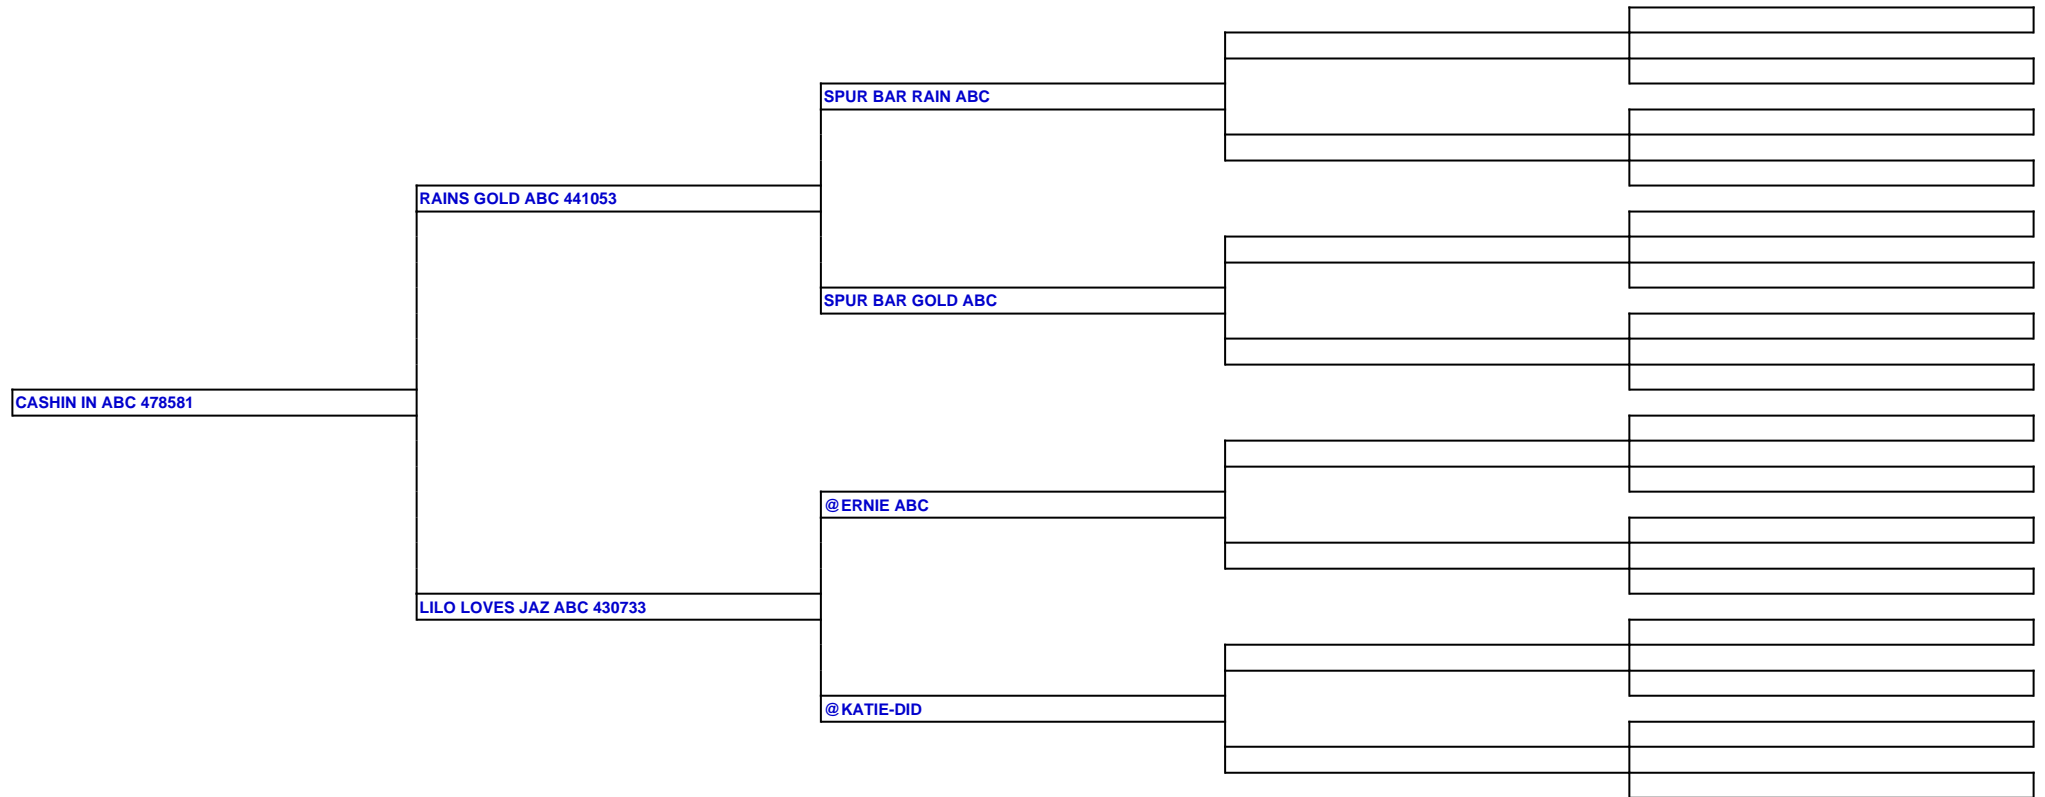 SPUR BAR RAIN ABC
RAINS GOLD ABC 441053
SPUR BAR GOLD ABC
CASHIN IN ABC 478581
@ERNIE ABC
LILO LOVES JAZ ABC 430733
@KATIE-DID